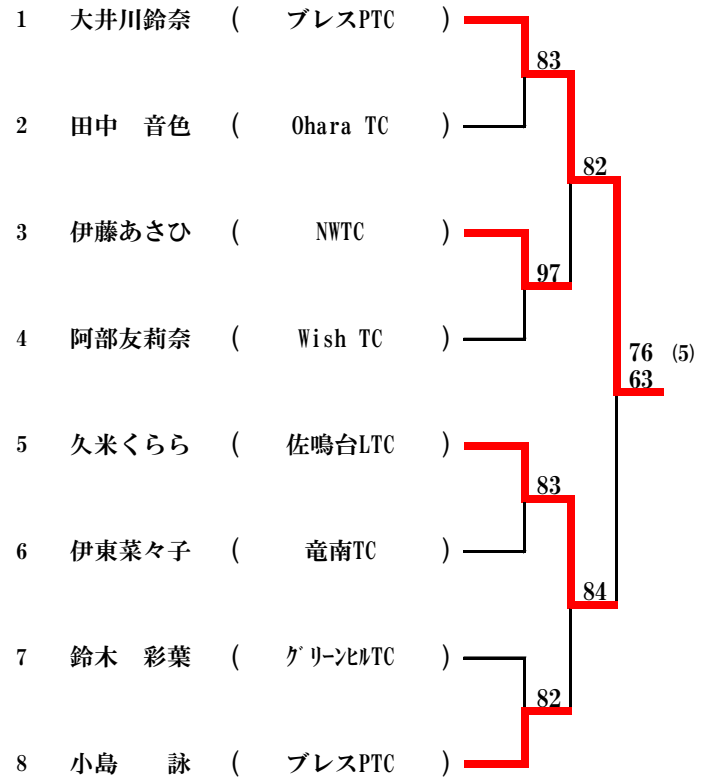 1 大井川鈴奈 ( ブレスPTC )
83
2 田中 音色 ( Ohara TC )
82
3 伊藤あさひ ( NWTC )
97
4 阿部友莉奈 ( Wish TC )
76 (5)
63
5 久米くらら ( 佐鳴台LTC )
83
6 伊東菜々子 ( 竜南TC )
84
7 鈴木 彩葉 ( グリーンヒルTC )
82
8 小島 詠 ( ブレスPTC )